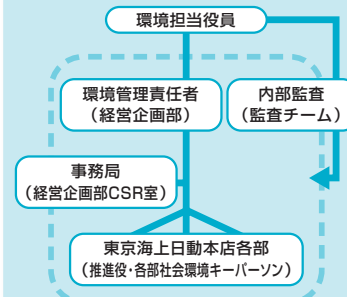 環境担当役員
環境管理責任者
（経営企画部）
内部監査
（監査チーム）
事務局
（経営企画部CSR室）
東京海上日動本店各部
（推進役・各部社会環境キーパーソン）